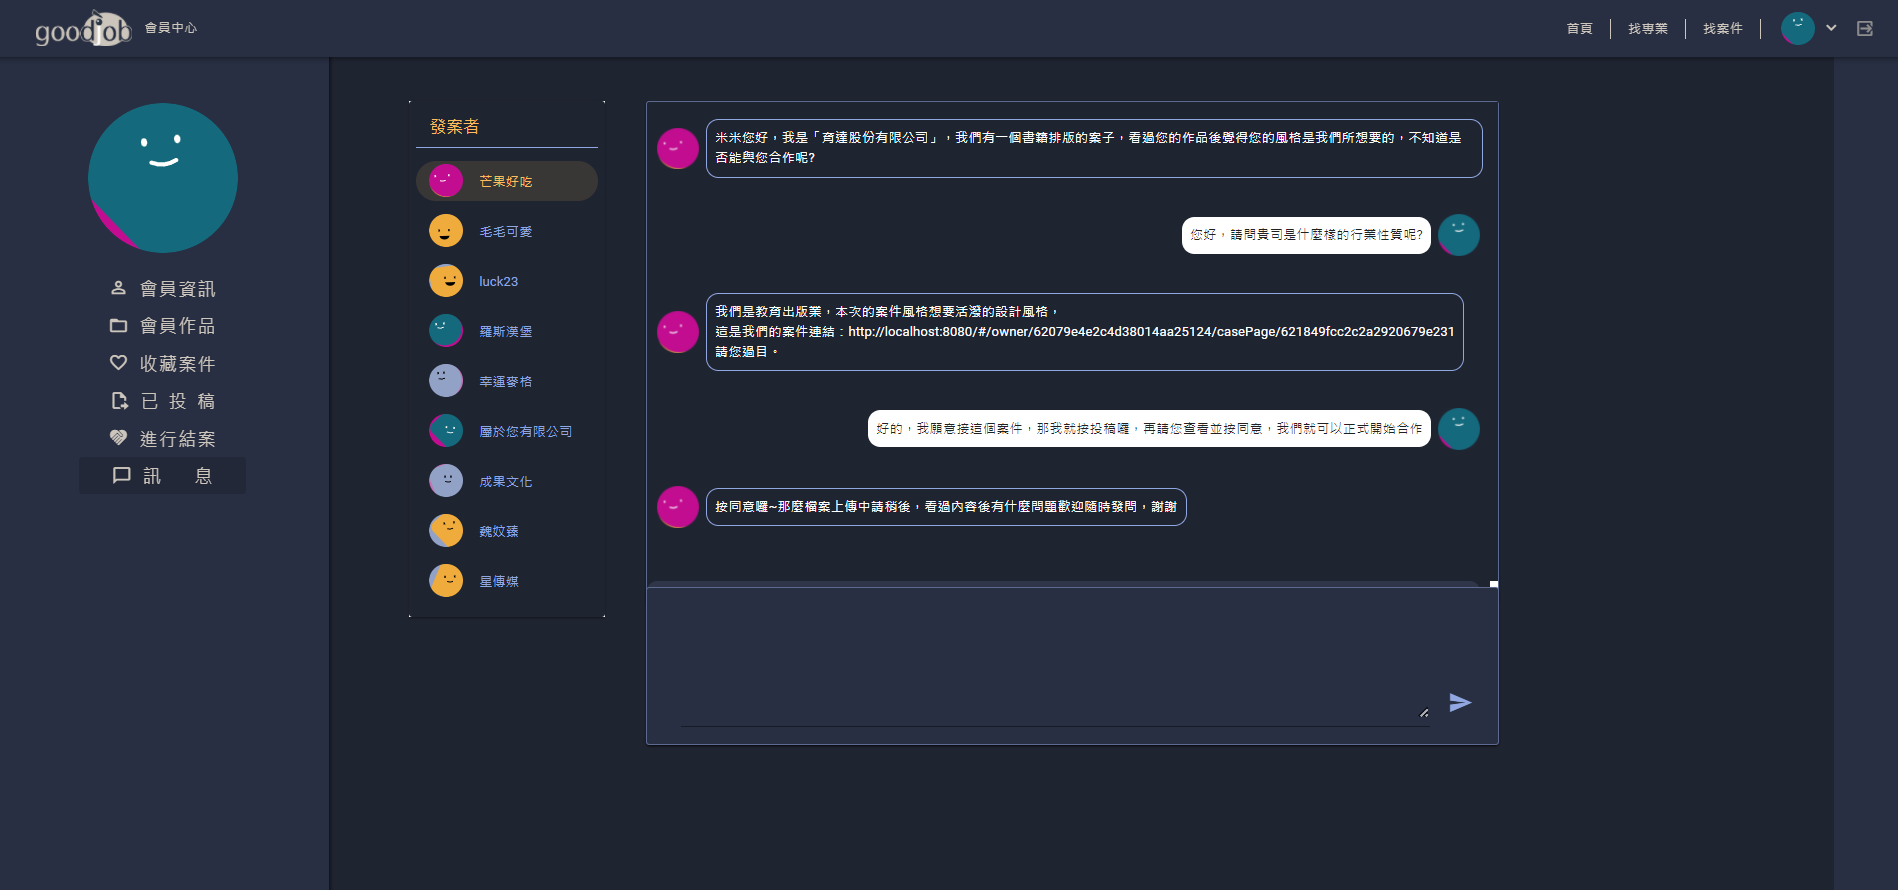 goodjob 會員中心
首頁
找專業
找案件
會員資訊
會員作品
收藏案件
已投稿
進行結案
訊息
發案者
芒果好吃
毛毛可愛
luck23
羅斯漢堡
幸運麥格
屬於您有限公司
成果文化
魏妏臻
星傳媒
米米您好，我是「育達股份有限公司」，我們有一個書籍排版的案子，看過您的作品後覺得您的風格是我們所想要的，不知道是
否能與您合作呢?
您好，請問貴司是什麼樣的行業性質呢?
我們是教育出版業，本次的案件風格想要活潑的設計風格，
這是我們的案件連結：http://localhost:8080/#/owner/62079e4e2c4d38014aa25124/casePage/621849fcc2c2a2920679e231
請您過目。
好的，我願意接這個案件，那我就按投稿囉，再請您查看並按同意，我們就可以正式開始合作
按同意囉~那麼檔案上傳中請稍後，看過內容後有什麼問題歡迎隨時發問，謝謝